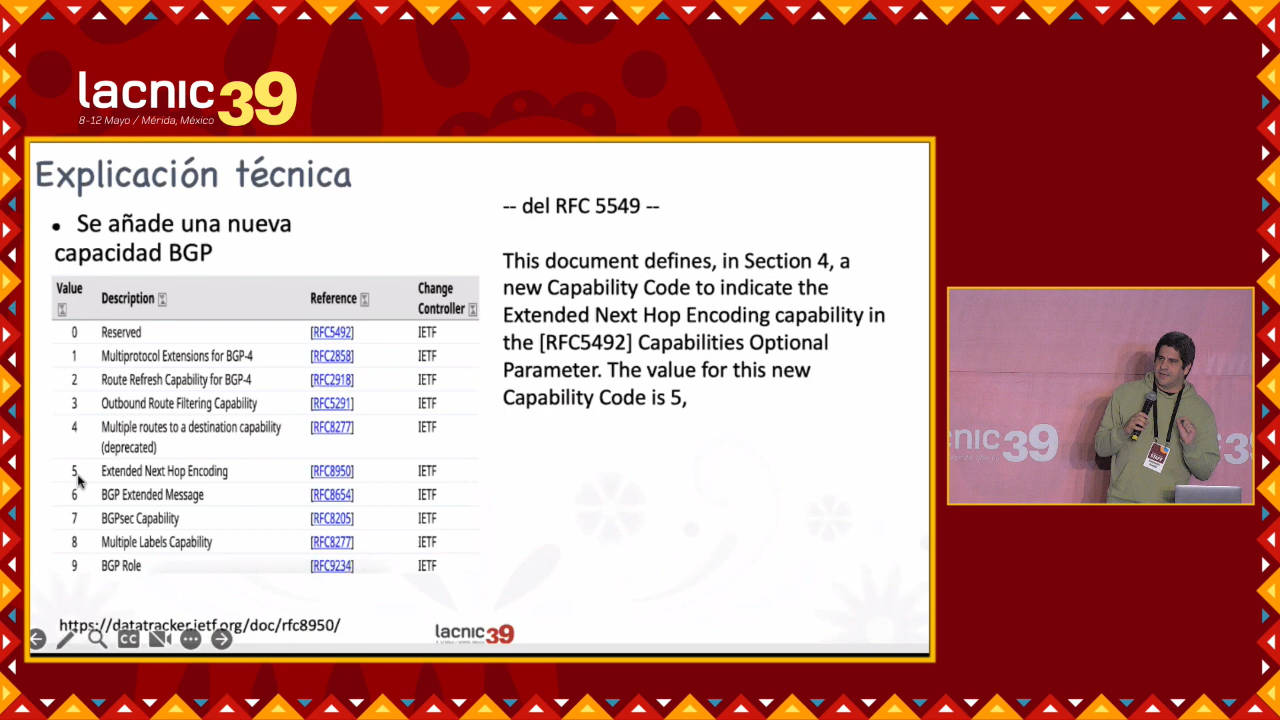 lacnic 39
8-12 Mayo / Mérida, México
Explicación técnica
• Se añade una nueva
capacidad BGP
Value Description Reference Change Controller
0 Reserved [RFC5492] IETF
1 Multiprotocol Extensions for BGP-4 [RFC2858] IETF
2 Route Refresh Capability for BGP-4 [RFC2918] IETF
3 Outbound Route Filtering Capability [RFC5291] IETF
4 Multiple routes to a destination capability [RFC8277] IETF
(deprecated)
5 Extended Next Hop Encoding [RFC8950] IETF
6 BGP Extended Message [RFC8654] IETF
7 BGPsec Capability [RFC8205] IETF
8 Multiple Labels Capability [RFC8277] IETF
9 BGP Role [RFC9234] IETF
https://datatracker.ietf.org/doc/rfc8950/
CC
lacnic39
-- del RFC 5549 --
This document defines, in Section 4, a
new Capability Code to indicate the
Extended Next Hop Encoding capability in
the [RFC5492] Capabilities Optional
Parameter. The value for this new
Capability Code is 5,
nic39
39